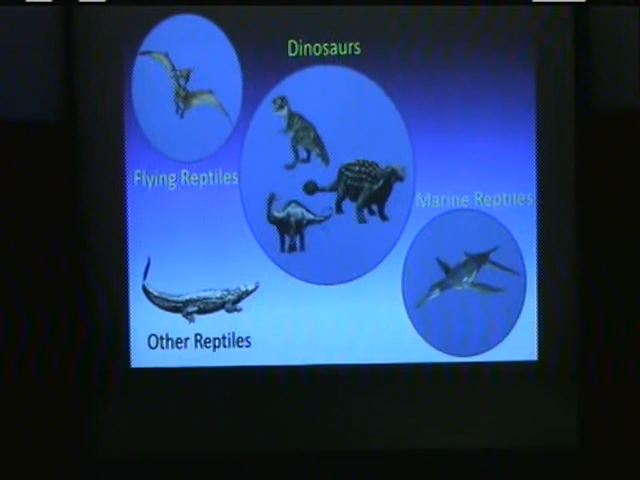 Dinosaurs
Flying Reptiles
Marine Reptiles
Other Reptiles